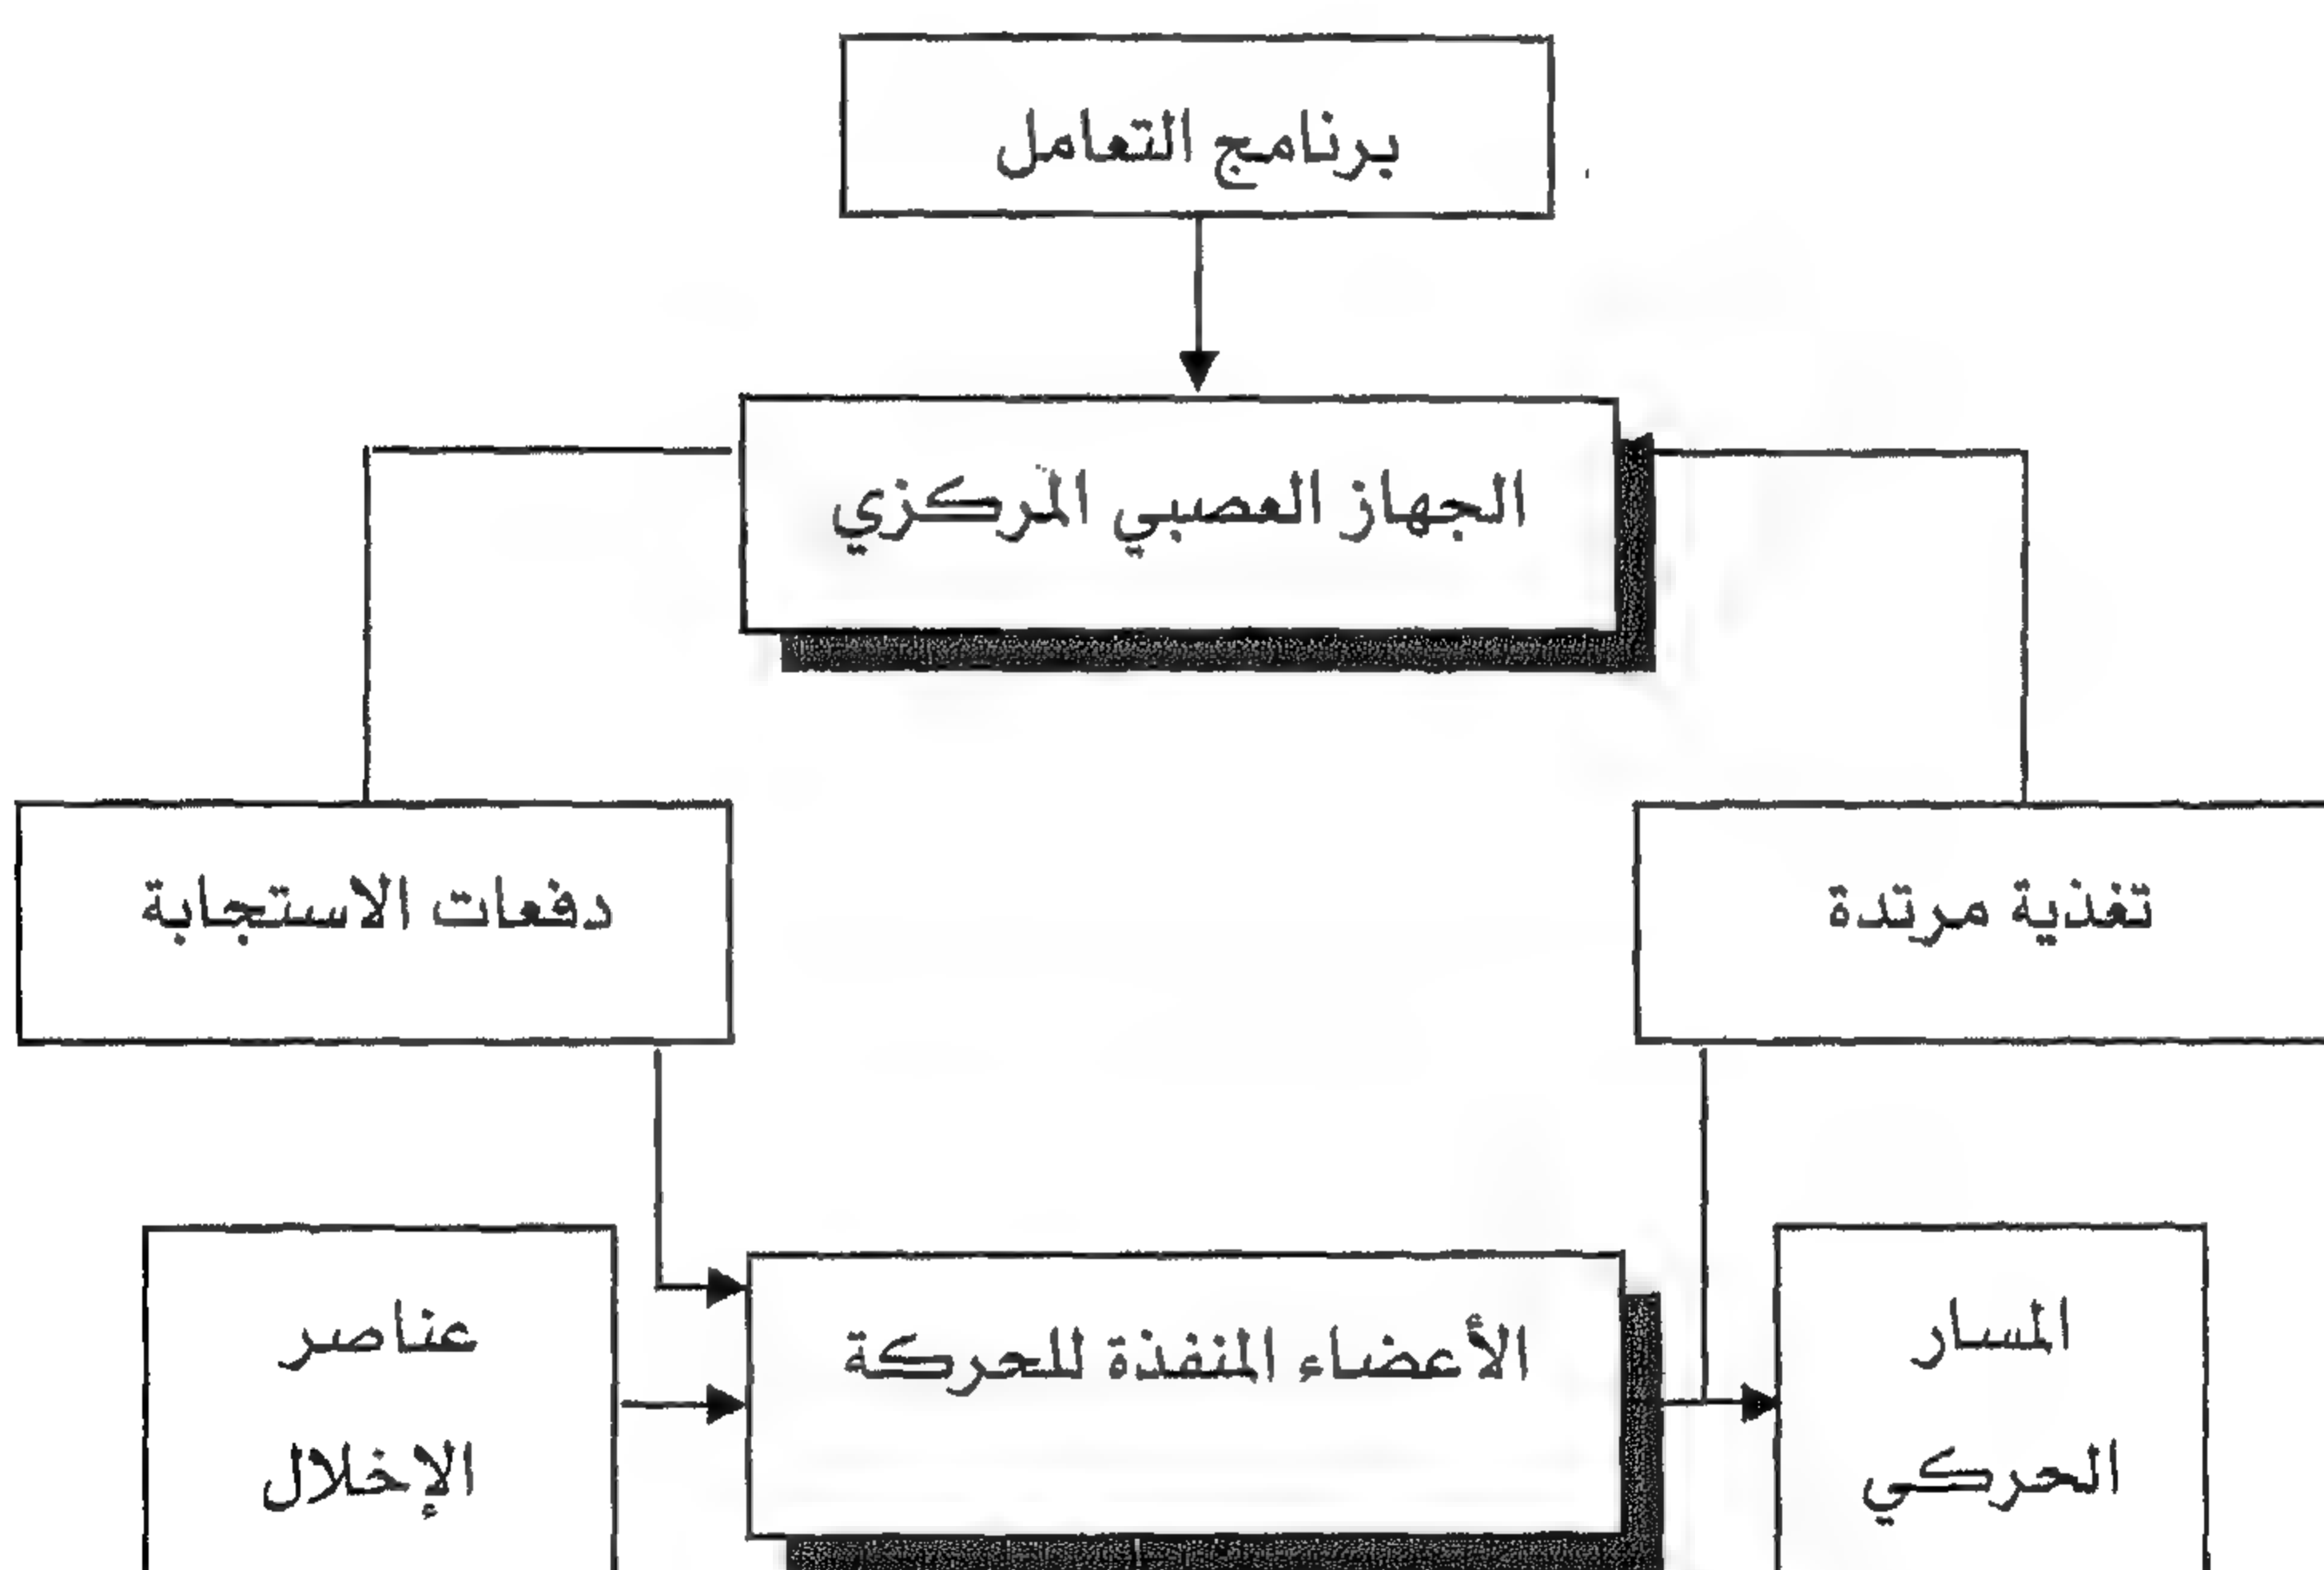 برنامج التعامل
الجهاز العصبي المركزي
تغذية مرتدة
دفعات الاستجابة
المسار
الحركي
الأعضاء المنفذة للحركة
عناصر
الإخلال